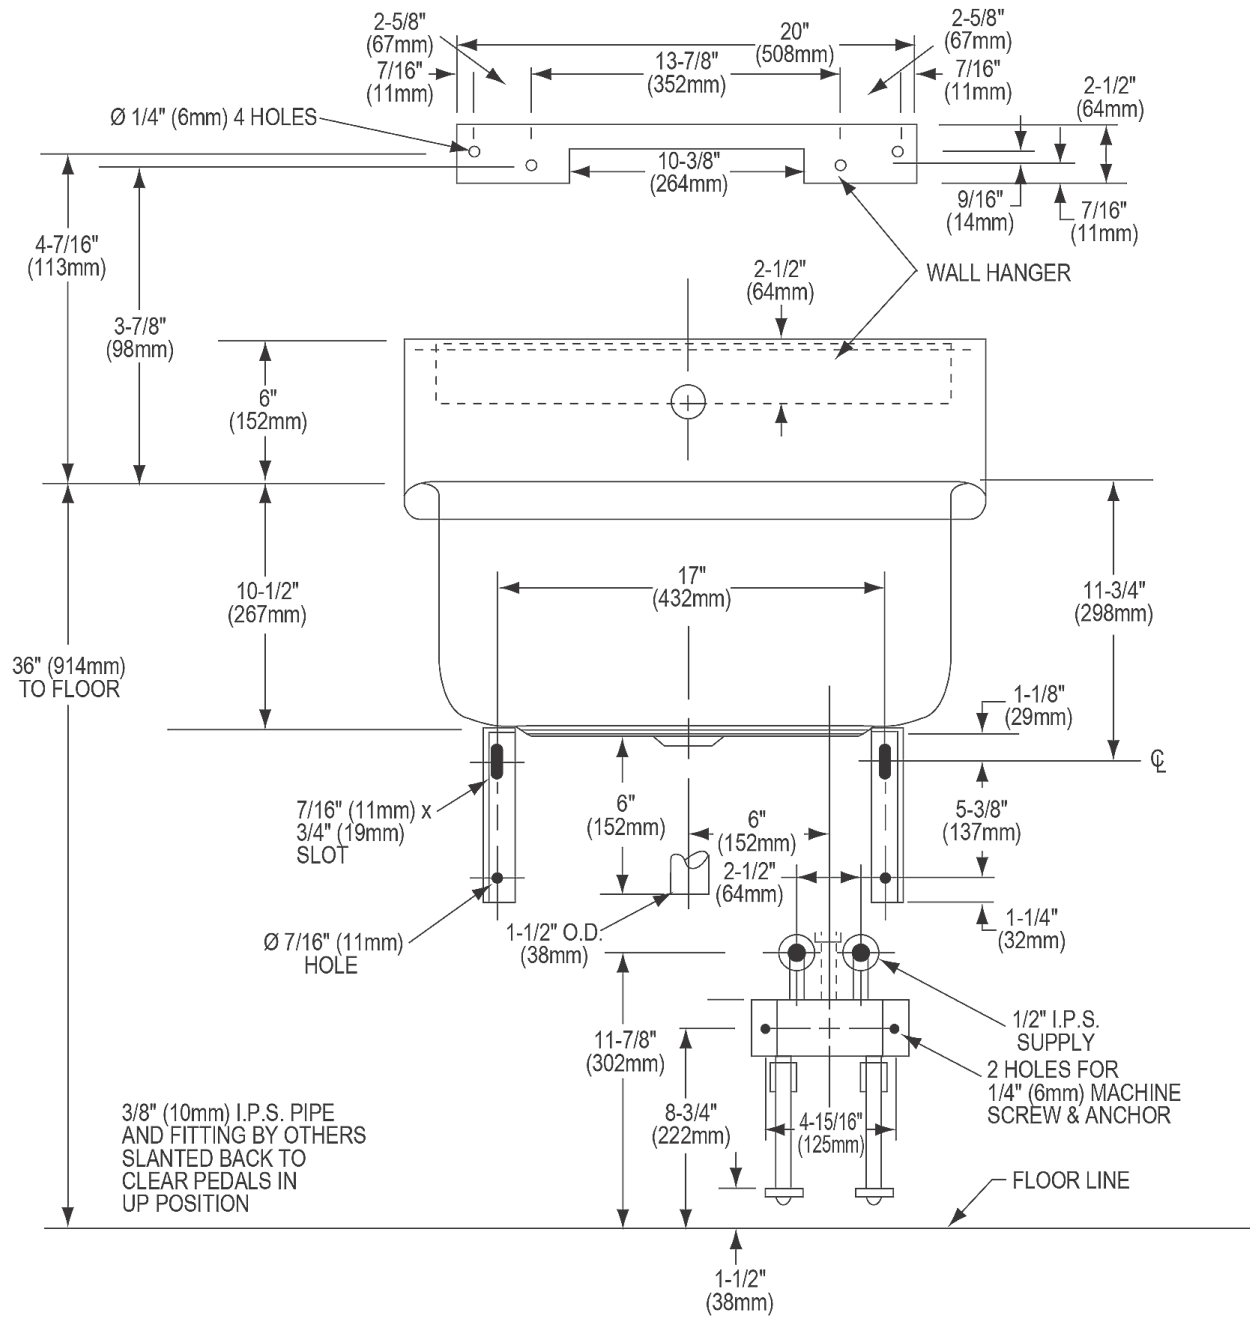 2-5/8"
(67mm)
20"
(508mm)
2-5/8"
(67mm)
7/16"
(11mm)
13-7/8"
(352mm)
7/16"
(11mm)
2-1/2"
(64mm)
Ø 1/4" (6mm) 4 HOLES
10-3/8"
(264mm)
9/16"
(14mm)
7/16"
(11mm)
4-7/16"
(113mm)
WALL HANGER
2-1/2"
(64mm)
3-7/8"
(98mm)
6"
(152mm)
10-1/2"
(267mm)
17"
(432mm)
11-3/4"
(298mm)
36" (914mm)
TO FLOOR
1-1/8"
(29mm)
℄
7/16" (11mm) x
3/4" (19mm)
SLOT
6"
(152mm)
6"
(152mm)
5-3/8"
(137mm)
2-1/2"
(64mm)
1-1/4"
(32mm)
Ø 7/16" (11mm)
HOLE
1-1/2" O.D.
(38mm)
1/2" I.P.S.
SUPPLY
11-7/8"
(302mm)
2 HOLES FOR
1/4" (6mm) MACHINE
SCREW & ANCHOR
8-3/4"
(222mm)
4-15/16"
(125mm)
3/8" (10mm) I.P.S. PIPE
AND FITTING BY OTHERS
SLANTED BACK TO
CLEAR PEDALS IN
UP POSITION
FLOOR LINE
1-1/2"
(38mm)